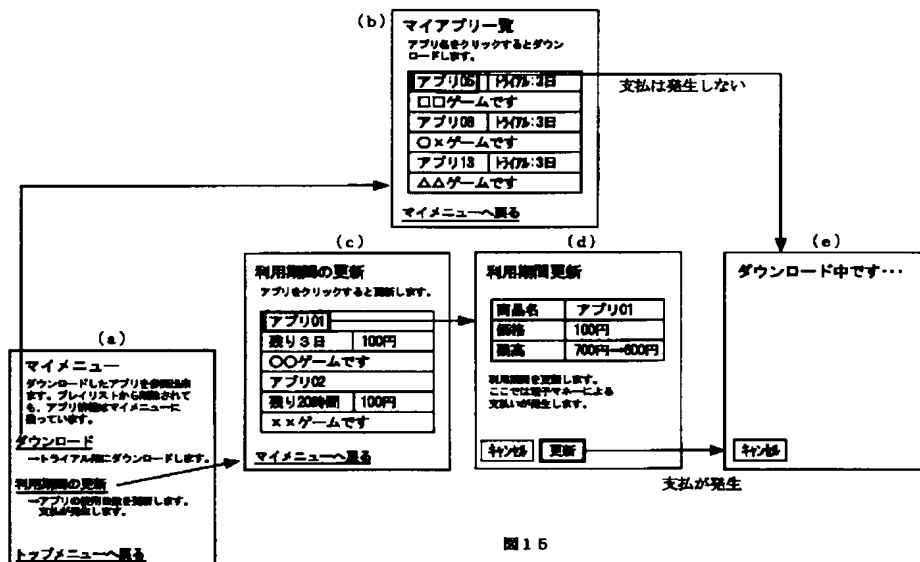 (b)
マイアプリ一覧
アプリ名をクリックするとダウン
ロードします。
アプリ05 トライアル:3日
□□ゲームです
アプリ08 トライアル:3日
○×ゲームです
アプリ13 トライアル:3日
△△ゲームです
マイメニューへ戻る
支払は発生しない
(c)
利用期間の更新
アプリをクリックすると更新します。
アプリ01
残り3日 100円
○○ゲームです
アプリ02
残り20時間 100円
××ゲームです
マイメニューへ戻る
(d)
利用期間更新
商品名 アプリ01
価格 100円
残高 700円→600円
利用期間を更新します。
ここでは電子マネーによる
支払いが発生します。
キャンセル 更新
支払が発生
(e)
ダウンロード中です・・・
キャンセル
(a)
マイメニュー
ダウンロードしたアプリを参照出来
ます。プレイリストから削除されて
も、アプリ情報はマイメニューに
残っています。
ダウンロード
→トライアル用にダウンロードします。
利用期間の更新
→アプリの使用を更新します。
支払が発生します。
トップメニューへ戻る
図15